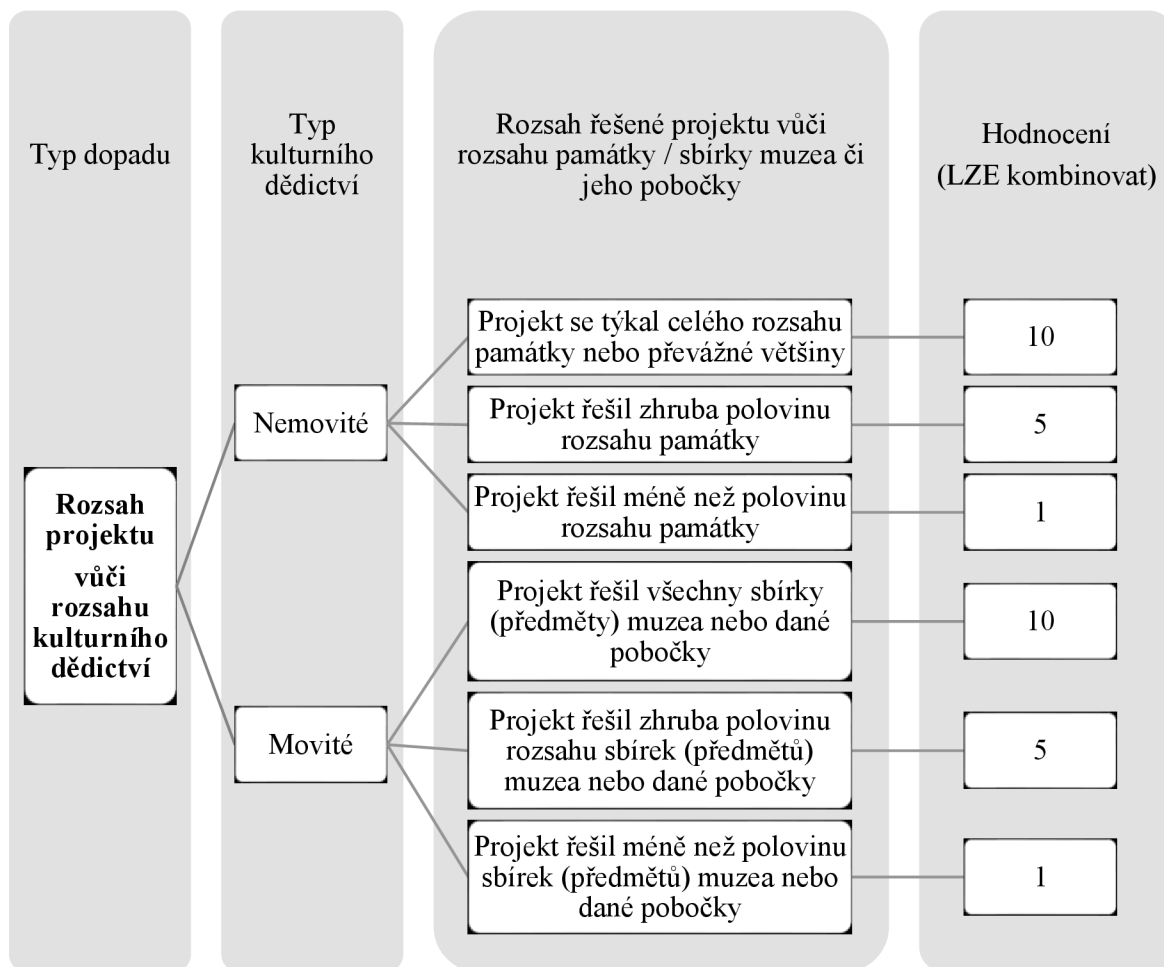 Typ dopadu
Typ
kulturního
dědictví
Rozsah řešené projektu vůči
rozsahu památky / sbírky muzea či
jeho pobočky
Hodnocení
(LZE kombinovat)
Rozsah
projektu
vůči
rozsahu
kulturního
dědictví
Nemovité
Projekt se týkal celého rozsahu
památky nebo převážné většiny
10
Projekt řešil zhruba polovinu
rozsahu památky
5
Projekt řešil méně než polovinu
rozsahu památky
1
Movité
Projekt řešil všechny sbírky
(předměty) muzea nebo dané
pobočky
10
Projekt řešil zhruba polovinu
rozsahu sbírek (předmětů)
muzea nebo dané pobočky
5
Projekt řešil méně než polovinu
sbírek (předmětů) muzea nebo
dané pobočky
1